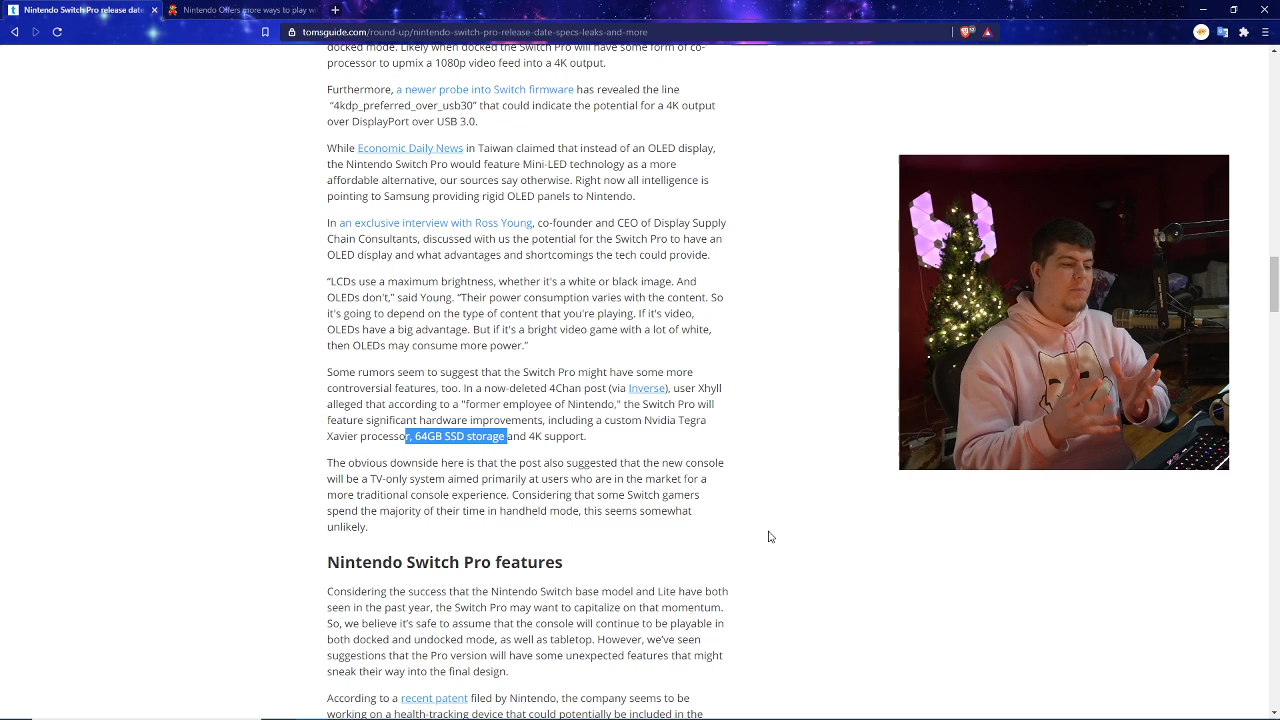 Nintendo Switch Pro release date
Nintendo Offers more ways to play w
tomsguide.com/round-up/nintendo-switch-pro-release-date-specs-leaks-and-more
docked mode. Likely when docked the Switch Pro will have some form of co-
processor to upmix a 1080p video feed into a 4K output.
Furthermore, a newer probe into Switch firmware has revealed the line
“4kdp_preferred_over_usb30” that could indicate the potential for a 4K output
over DisplayPort over USB 3.0.
While Economic Daily News in Taiwan claimed that instead of an OLED display,
the Nintendo Switch Pro would feature Mini-LED technology as a more
affordable alternative, our sources say otherwise. Right now all intelligence is
pointing to Samsung providing rigid OLED panels to Nintendo.
In an exclusive interview with Ross Young, co-founder and CEO of Display Supply
Chain Consultants, discussed with us the potential for the Switch Pro to have an
OLED display and what advantages and shortcomings the tech could provide.
“LCDs use a maximum brightness, whether it's a white or black image. And
OLEDs don't,” said Young. “Their power consumption varies with the content. So
it's going to depend on the type of content that you’re playing. If it's video,
OLEDs have a big advantage. But if it's a bright video game with a lot of white,
then OLEDs may consume more power.”
Some rumors seem to suggest that the Switch Pro might have some more
controversial features, too. In a now-deleted 4Chan post (via Inverse), user Xhyll
alleged that according to a "former employee of Nintendo," the Switch Pro will
feature significant hardware improvements, including a custom Nvidia Tegra
Xavier processor, 64GB SSD storage and 4K support.
The obvious downside here is that the post also suggested that the new console
will be a TV-only system aimed primarily at users who are in the market for a
more traditional console experience. Considering that some Switch gamers
spend the majority of their time in handheld mode, this seems somewhat
unlikely.
Nintendo Switch Pro features
Considering the success that the Nintendo Switch base model and Lite have both
seen in the past year, the Switch Pro may want to capitalize on that momentum.
So, we believe it’s safe to assume that the console will continue to be playable in
both docked and undocked mode, as well as tabletop. However, we’ve seen
suggestions that the Pro version will have some unexpected features that might
sneak their way into the final design.
According to a recent patent filed by Nintendo, the company seems to be
working on a health-tracking device that could potentially be included in the